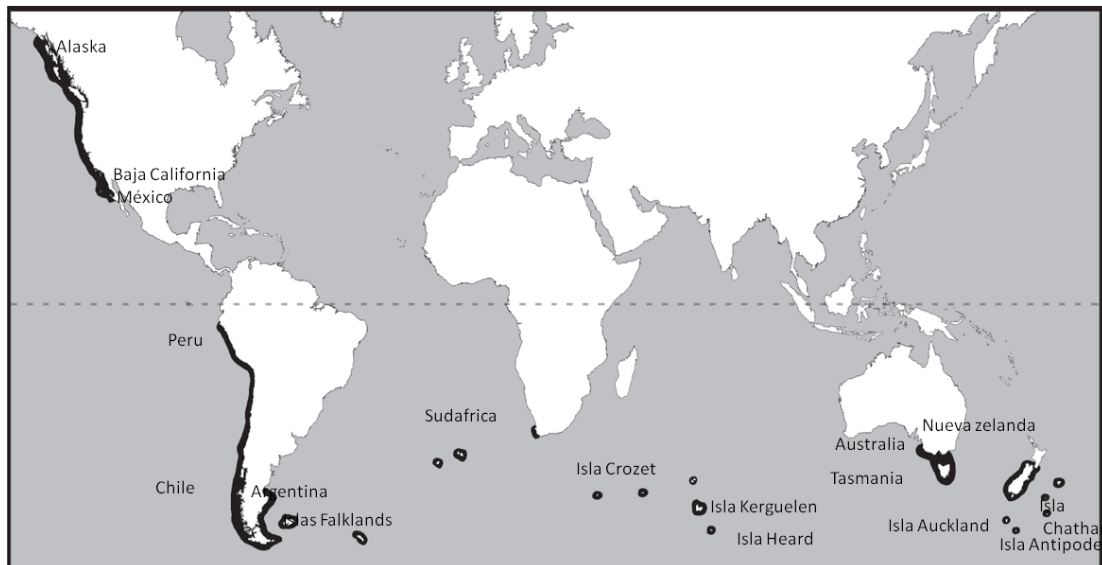 Alaska
Baja California
México
Peru
Sudafrica
Nueva zelanda
Australia
Isla Crozet
Tasmania
Chile
Argentina
Islas Falklands
Isla Kerguelen
Isla
Isla Auckland
Chatha
Isla Heard
Isla Antipode